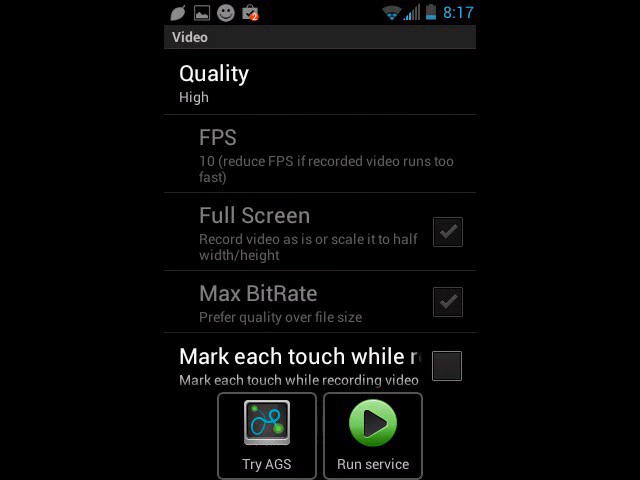 8:17
Video
Quality
High
FPS
10 (reduce FPS if recorded video runs too
fast)
Full Screen
Record video as is or scale it to half
width/height
Max BitRate
Prefer quality over file size
Mark each touch while r
Mark each touch while recording video
Try AGS
Run service